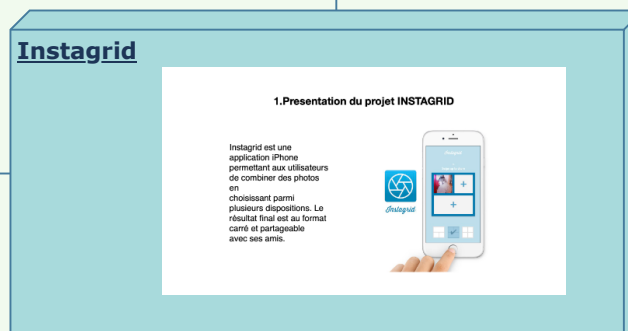 Instagrid
1.Presentation du projet INSTAGRID
Instagrid est une
application iPhone
permettant aux utilisateurs
de combiner des photos
en
choisissant parmi
plusieurs dispositions. Le
résultat final est au format
carré et partageable
avec ses amis.
Instagrid